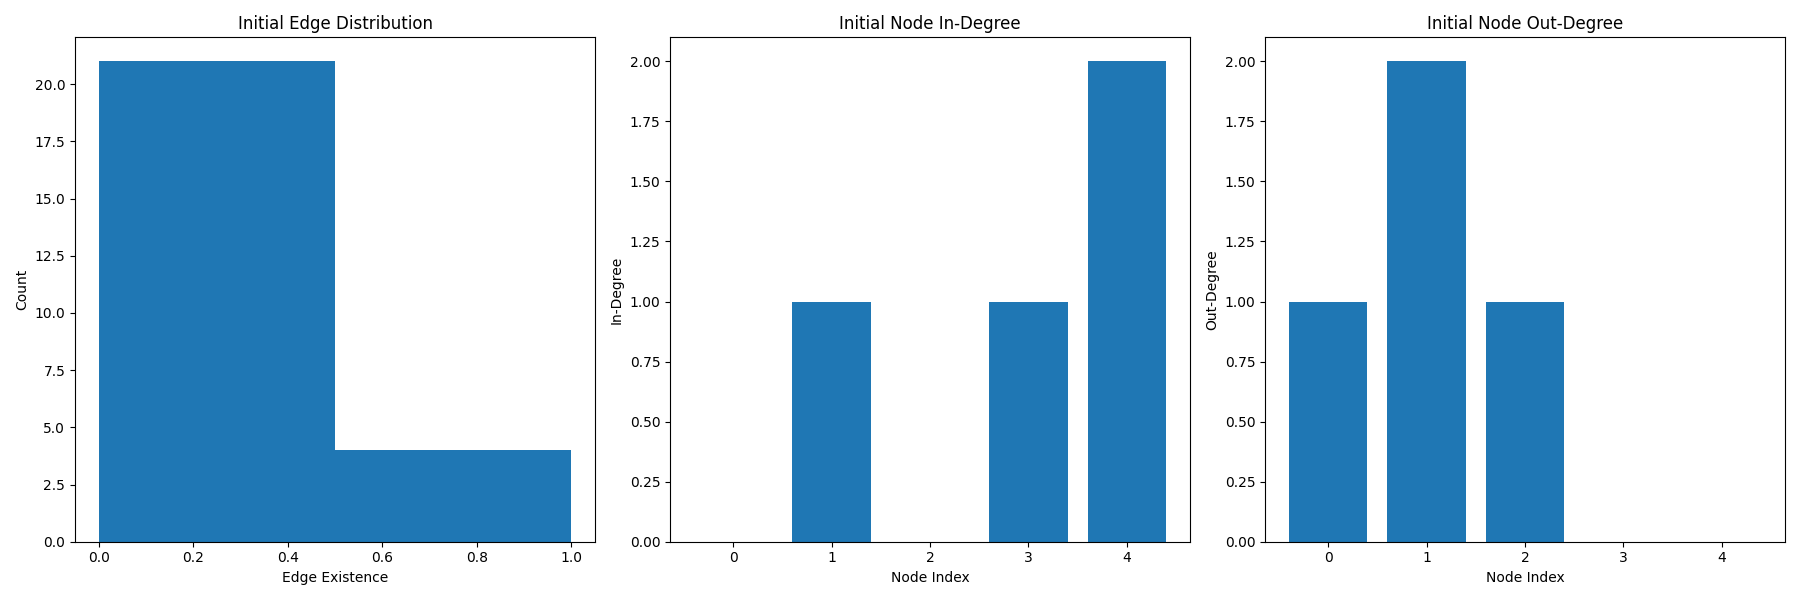 Initial Edge Distribution
20.0
17.5
15.0
12.5
10.0
7.5
5.0
2.5
0.0
Count
0.0 0.2 0.4 0.6 0.8 1.0
Edge Existence
Initial Node In-Degree
2.00
1.75
1.50
1.25
1.00
0.75
0.50
0.25
0.00
In-Degree
0 1 2 3 4
Node Index
Initial Node Out-Degree
2.00
1.75
1.50
1.25
1.00
0.75
0.50
0.25
0.00
Out-Degree
0 1 2 3 4
Node Index